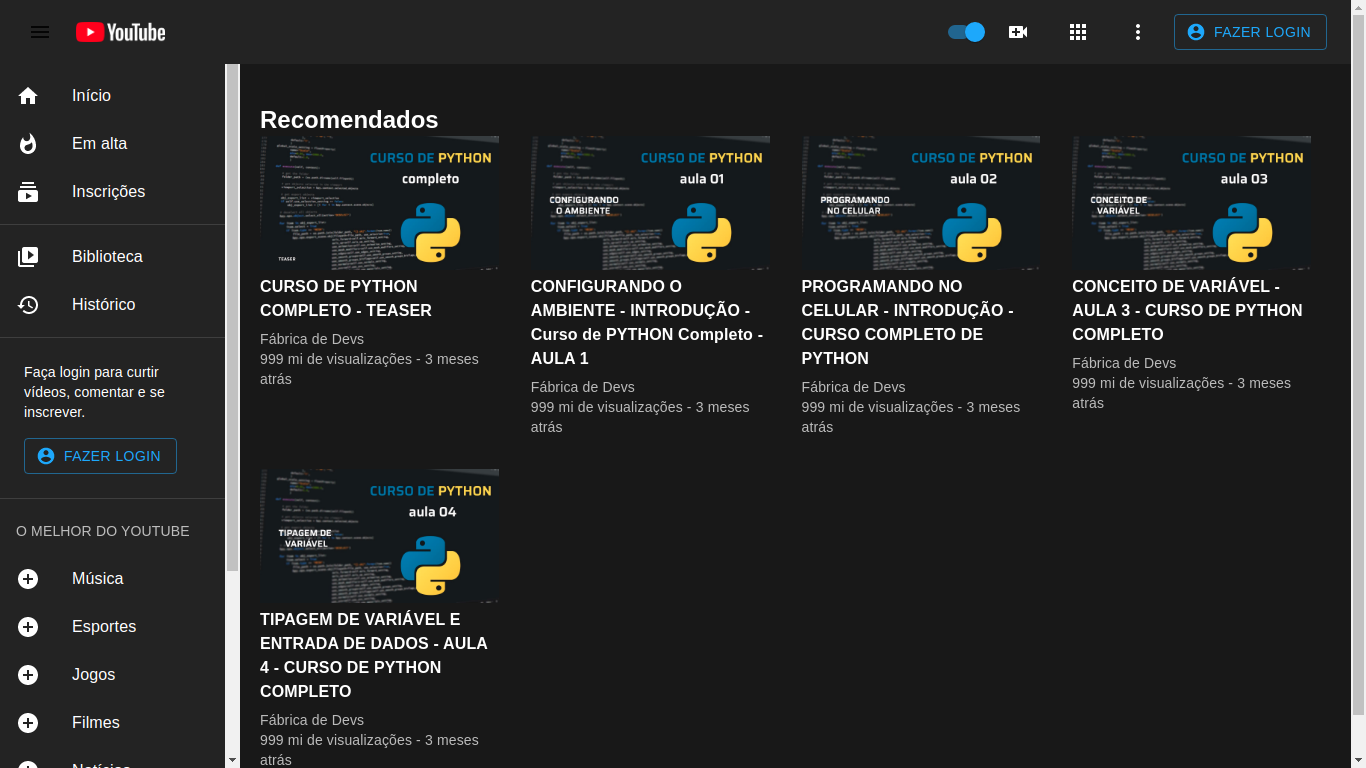 YouTube
FAZER LOGIN
Início
Em alta
Inscrições
Biblioteca
Histórico
Faça login para curtir
vídeos, comentar e se
inscrever.
FAZER LOGIN
O MELHOR DO YOUTUBE
Música
Esportes
Jogos
Filmes
Notícias
Recomendados
CURSO DE PYTHON
completo
TEASER
CURSO DE PYTHON
COMPLETO - TEASER
Fábrica de Devs
999 mi de visualizações - 3 meses
atrás
CURSO DE PYTHON
aula 01
CONFIGURANDO
O AMBIENTE
CONFIGURANDO O
AMBIENTE - INTRODUÇÃO -
Curso de PYTHON Completo -
AULA 1
Fábrica de Devs
999 mi de visualizações - 3 meses
atrás
CURSO DE PYTHON
aula 02
PROGRAMANDO
NO CELULAR
PROGRAMANDO NO
CELULAR - INTRODUÇÃO -
CURSO COMPLETO DE
PYTHON
Fábrica de Devs
999 mi de visualizações - 3 meses
atrás
CURSO DE PYTHON
aula 03
CONCEITO DE
VARIÁVEL
CONCEITO DE VARIÁVEL -
AULA 3 - CURSO DE PYTHON
COMPLETO
Fábrica de Devs
999 mi de visualizações - 3 meses
atrás
CURSO DE PYTHON
aula 04
TIPAGEM DE
VARIÁVEL
TIPAGEM DE VARIÁVEL E
ENTRADA DE DADOS - AULA
4 - CURSO DE PYTHON
COMPLETO
Fábrica de Devs
999 mi de visualizações - 3 meses
atrás